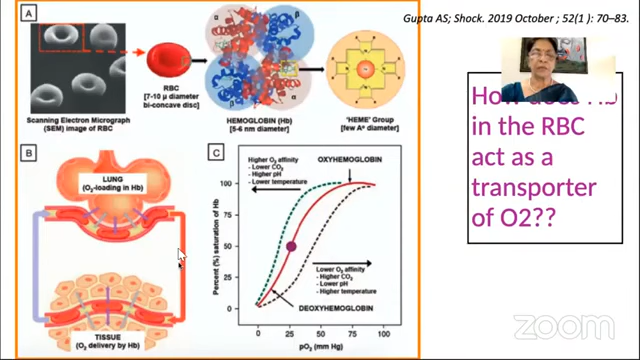 Gupta AS; Shock. 2019 October ; 52(1 ): 70–83.
A
α
β
β
α
Scanning Electron Micrograph
(SEM) image of RBC
RBC
[7-10 µ diameter
bi-concave disc]
HEMOGLOBIN (Hb)
[5-6 nm diameter]
'HEME' Group
[few A° diameter]
B
LUNG
(O₂-loading in Hb)
TISSUE
(O₂ delivery by Hb)
C
Higher O₂ affinity
- Lower CO₂
- Higher pH
- Lower temperature
OXYHEMOGLOBIN
Percent (%) saturation of Hb
100
75
50
25
0
Lower O₂ affinity
- Higher CO₂
- Lower pH
- Higher temperature
DEOXYHEMOGLOBIN
0 25 50 75 100
pO₂ (mm Hg)
How does Hb
in the RBC
act as a
transporter
of O2??
zoom